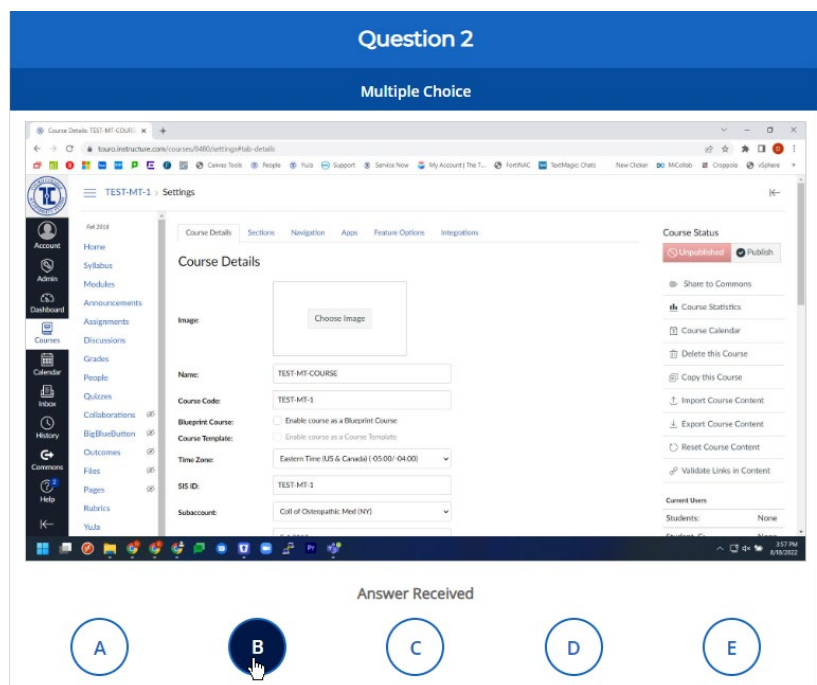 Question 2
Multiple Choice
Course Details: TEST-MT-COURS
touro.instructure.com/courses/8480/settings#tab-details
Canvas Tools People YuJa Support Service Now My Account | The T... FortiNAC TextMagic Chats New Clicker MiCollab Croppola vSphere
TEST-MT-1 > Settings
Account
Admin
Dashboard
Courses
Calendar
Inbox
History
Commons
2
Help
Fall 2018
Home
Syllabus
Modules
Announcements
Assignments
Discussions
Grades
People
Quizzes
Collaborations
BigBlueButton
Outcomes
Files
Pages
Rubrics
YuJa
Course Details Sections Navigation Apps Feature Options Integrations
Course Details
Image: Choose Image
Name: TEST-MT-COURSE
Course Code: TEST-MT-1
Blueprint Course: Enable course as a Blueprint Course
Course Template: Enable course as a Course Template
Time Zone: Eastern Time (US & Canada) (-05:00/-04:00)
SIS ID: TEST-MT-1
Subaccount: Coll of Osteopathic Med (NY)
Course Status
Unpublished Publish
Share to Commons
Course Statistics
Course Calendar
Delete this Course
Copy this Course
Import Course Content
Export Course Content
Reset Course Content
Validate Links in Content
Current Users
Students: None
3:57 PM
8/18/2022
Answer Received
A B C D E